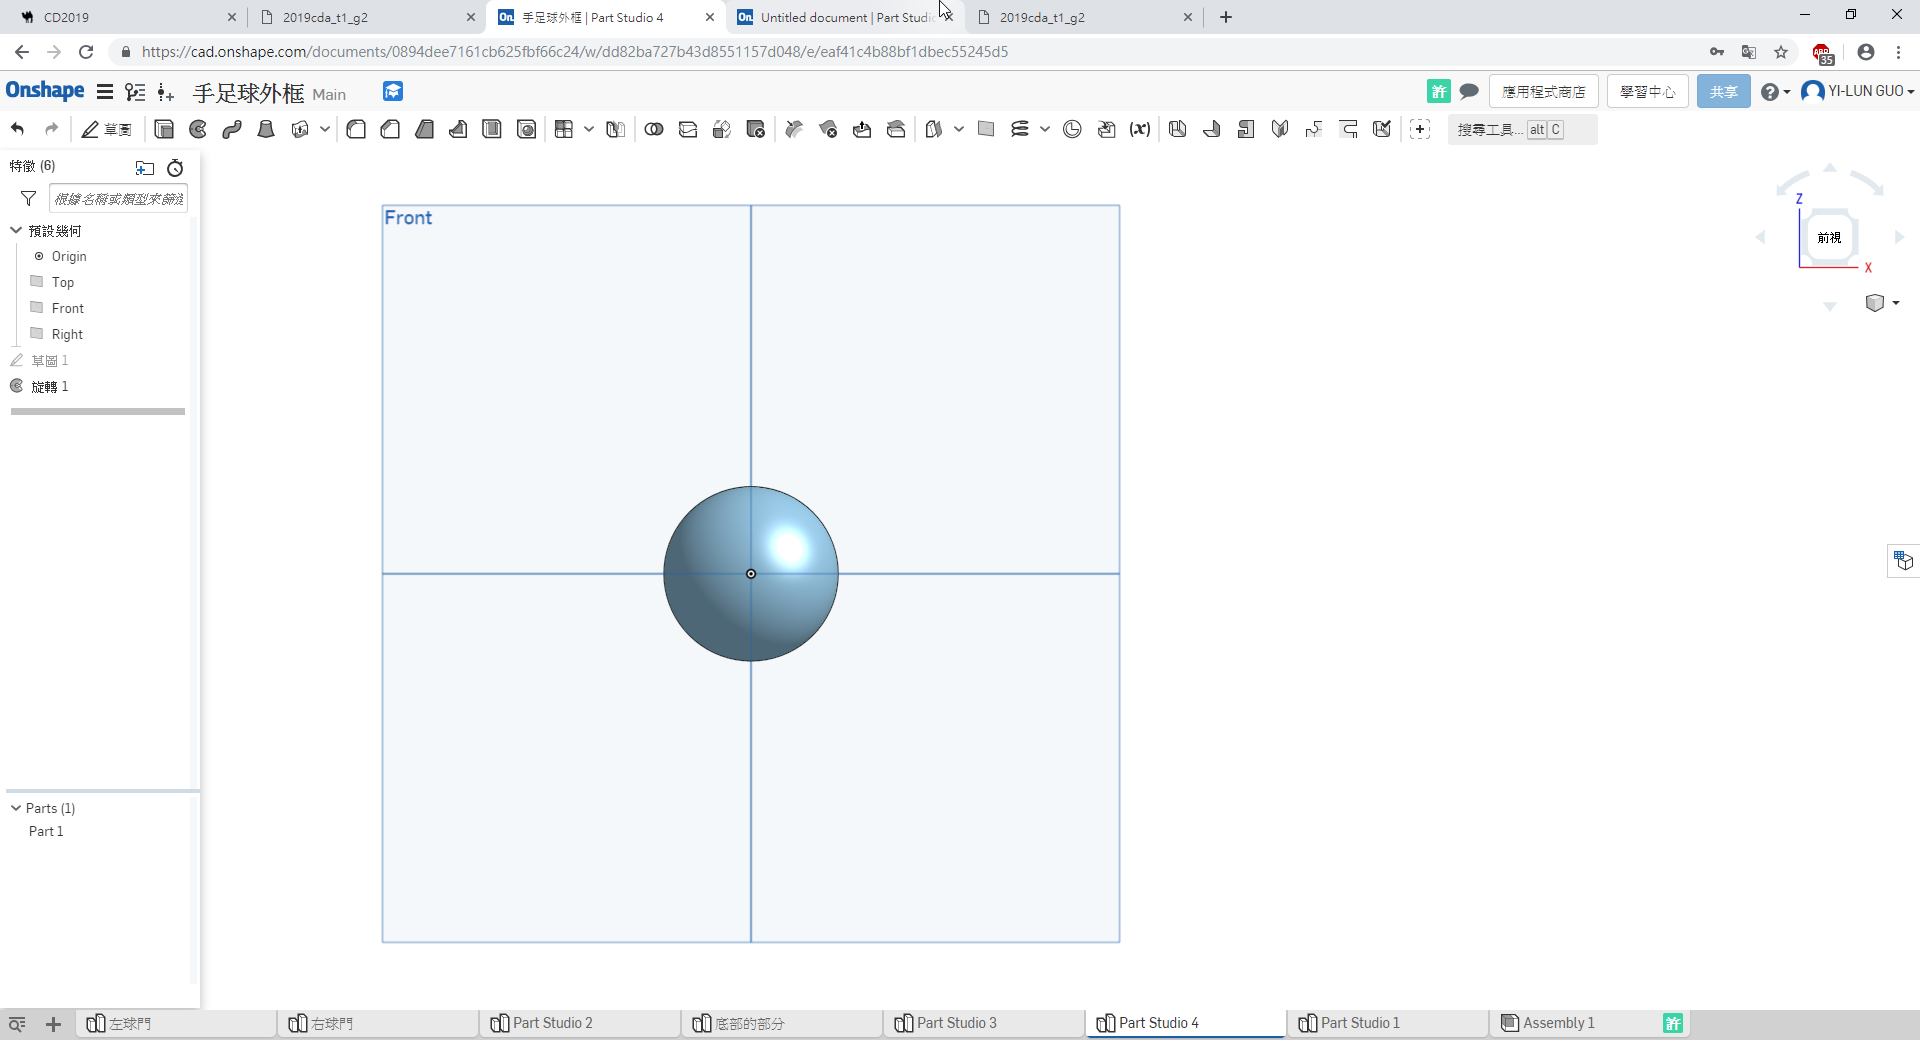 CD2019
2019cda_t1_g2
手足球外框 | Part Studio 4
Untitled document | Part Studi
2019cda_t1_g2
https://cad.onshape.com/documents/0894dee7161cb625fbf66c24/w/dd82ba727b43d8551157d048/e/eaf41c4b88bf1dbec55245d5
35
Onshape
手足球外框 Main
許
應用程式商店
學習中心
共享
YI-LUN GUO
草圖
(x)
搜尋工具... alt C
特徵 (6)
根據名稱或類型來篩選
預設幾何
Origin
Top
Front
Right
草圖 1
旋轉 1
Front
Z
前視
X
Parts (1)
Part 1
左球門
右球門
Part Studio 2
底部的部分
Part Studio 3
Part Studio 4
Part Studio 1
Assembly 1
許